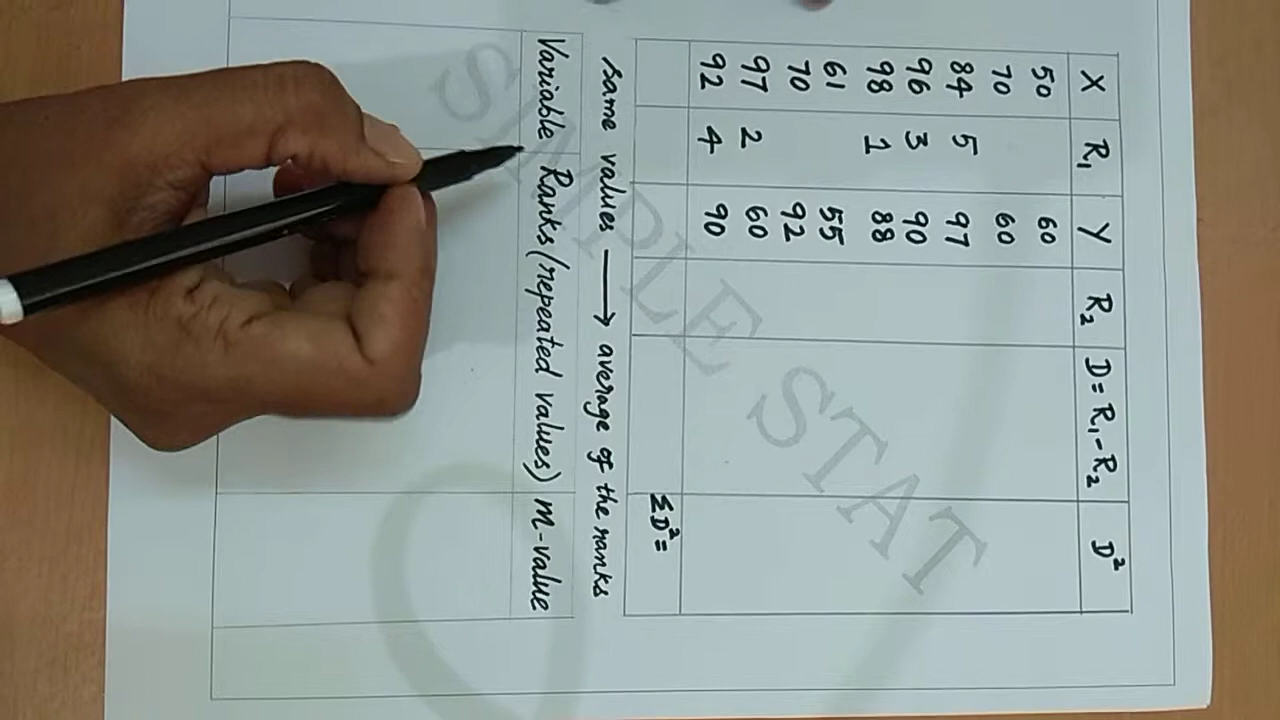 X R₁ Y R₂ D=R₁-R₂ D²
50 60
70 60
84 5 97
96 3 90
98 1 88
61 55
70 92
97 2 60
92 4 90
ΣD²=
same values → average of the ranks
Variable Ranks(repeated values) m-value
SIMPLE STAT